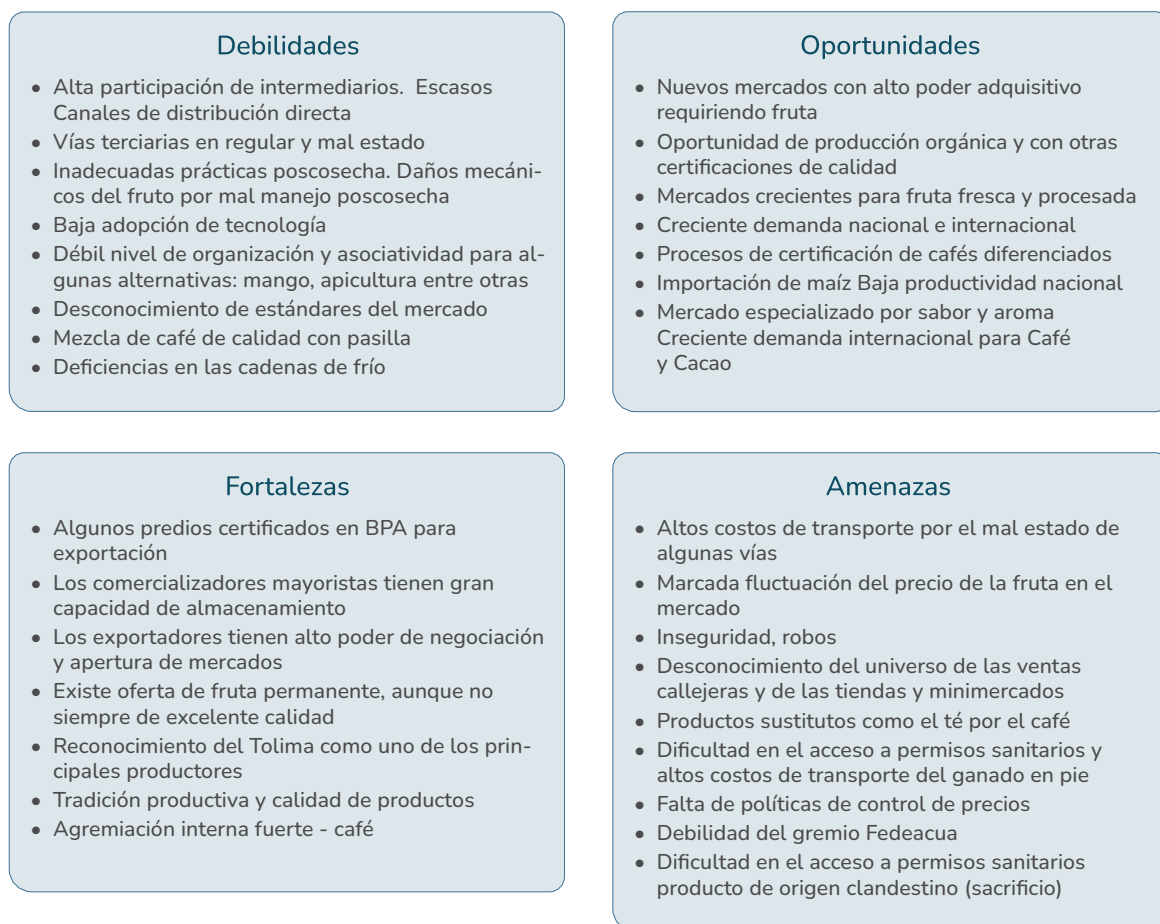 Debilidades
• Alta participación de intermediarios.  Escasos
Canales de distribución directa
• Vías terciarias en regular y mal estado
• Inadecuadas prácticas poscosecha. Daños mecáni-
cos del fruto por mal manejo poscosecha
• Baja adopción de tecnología
• Débil nivel de organización y asociatividad para al-
gunas alternativas: mango, apicultura entre otras
• Desconocimiento de estándares del mercado
• Mezcla de café de calidad con pasilla
• Deficiencias en las cadenas de frío
Oportunidades
• Nuevos mercados con alto poder adquisitivo
requiriendo fruta
• Oportunidad de producción orgánica y con otras
certificaciones de calidad
• Mercados crecientes para fruta fresca y procesada
• Creciente demanda nacional e internacional
• Procesos de certificación de cafés diferenciados
• Importación de maíz Baja productividad nacional
• Mercado especializado por sabor y aroma
Creciente demanda internacional para Café
y Cacao
Fortalezas
• Algunos predios certificados en BPA para
exportación
• Los comercializadores mayoristas tienen gran
capacidad de almacenamiento
• Los exportadores tienen alto poder de negociación
y apertura de mercados
• Existe oferta de fruta permanente, aunque no
siempre de excelente calidad
• Reconocimiento del Tolima como uno de los prin-
cipales productores
• Tradición productiva y calidad de productos
• Agremiación interna fuerte - café
Amenazas
• Altos costos de transporte por el mal estado de
algunas vías
• Marcada fluctuación del precio de la fruta en el
mercado
• Inseguridad, robos
• Desconocimiento del universo de las ventas
callejeras y de las tiendas y minimercados
• Productos sustitutos como el té por el café
• Dificultad en el acceso a permisos sanitarios y
altos costos de transporte del ganado en pie
• Falta de políticas de control de precios
• Debilidad del gremio Fedeacua
• Dificultad en el acceso a permisos sanitarios
producto de origen clandestino (sacrificio)